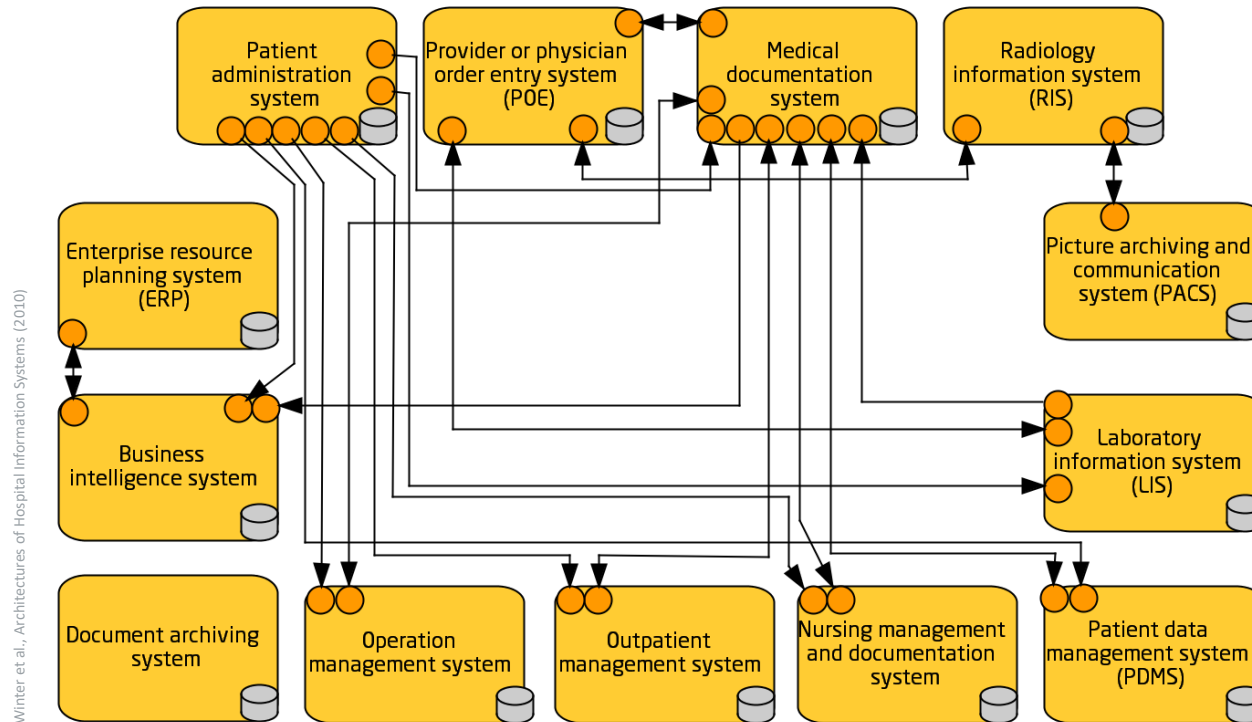 Patient
administration
system
Provider or physician
order entry system
(POE)
Medical
documentation
system
Radiology
information system
(RIS)
Enterprise resource
planning system
(ERP)
Picture archiving and
communication
system (PACS)
Business
intelligence system
Laboratory
information system
(LIS)
Document archiving
system
Operation
management system
Outpatient
management system
Nursing management
and documentation
system
Patient data
management system
(PDMS)
Winter et al., Architectures of Hospital Information Systems (2010)